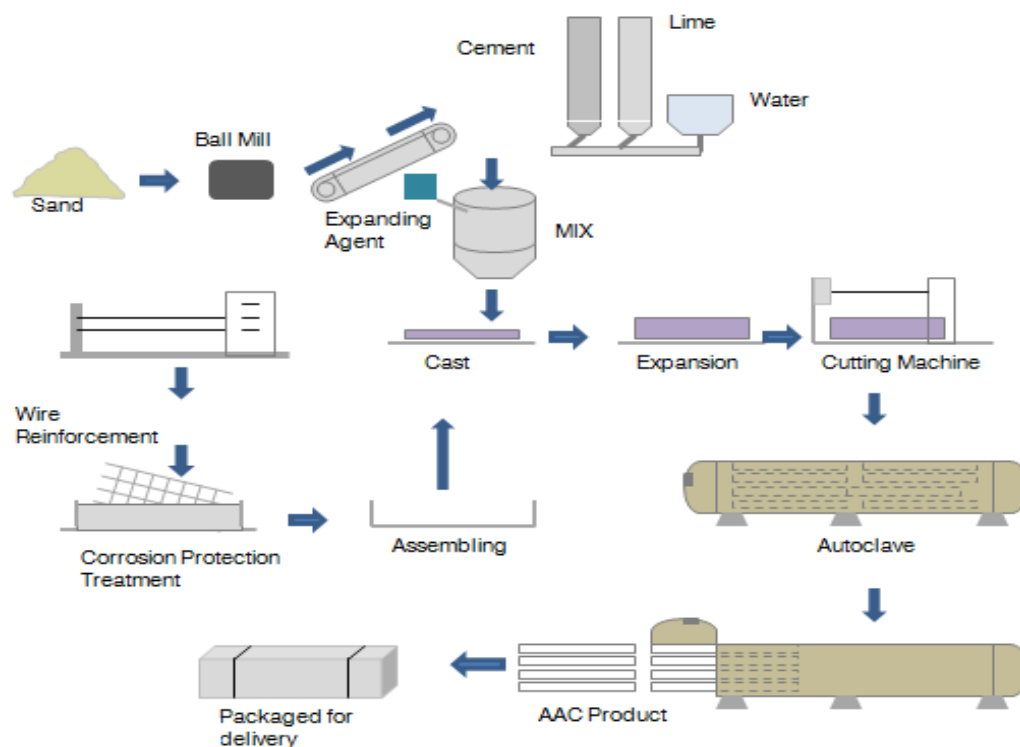 Lime
Cement
Water
Ball Mill
Sand
Expanding
Agent
MIX
Cast
Expansion
Cutting Machine
Wire
Reinforcement
Corrosion Protection
Treatment
Assembling
Autoclave
AAC Product
Packaged for
delivery